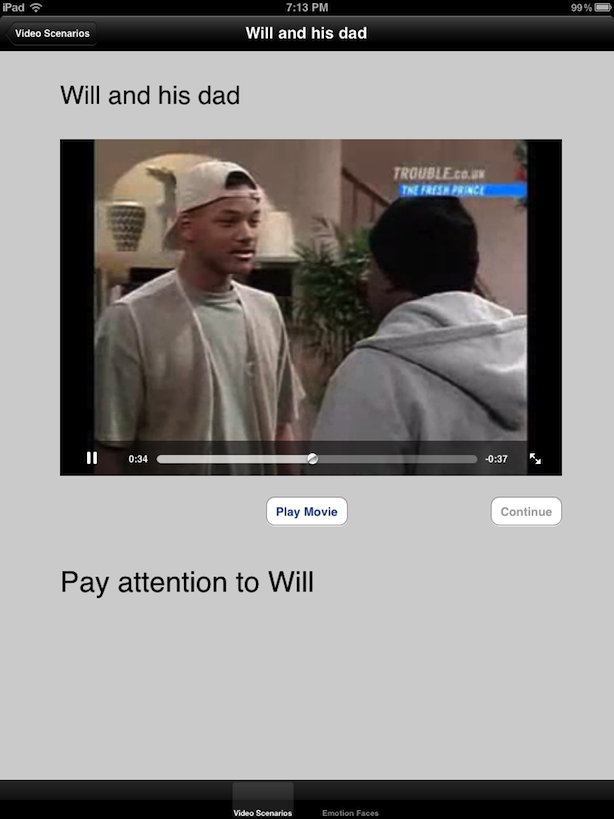 iPad 7:13 PM 99%
Video Scenarios Will and his dad
Will and his dad
TROUBLE.co.uk
THE FRESH PRINCE
0:34 -0:37
Play Movie Continue
Pay attention to Will
Video Scenarios Emotion Faces